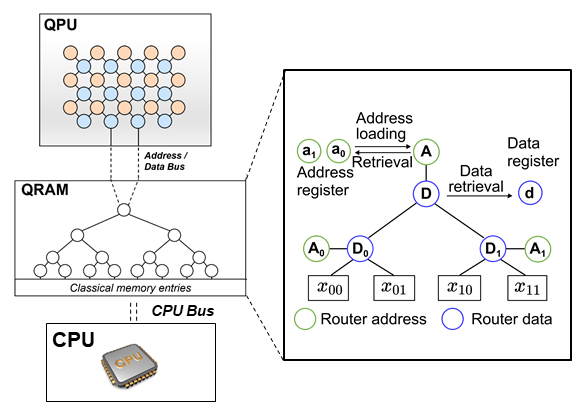 QPU
Address /
Data Bus
QRAM
Classical memory entries
CPU Bus
CPU
CPU
Address
loading
a1 a0 A
Retrieval
Address
register
Data
register
Data
retrieval
D d
A0 D0 D1 A1
x00 x01 x10 x11
Router address Router data